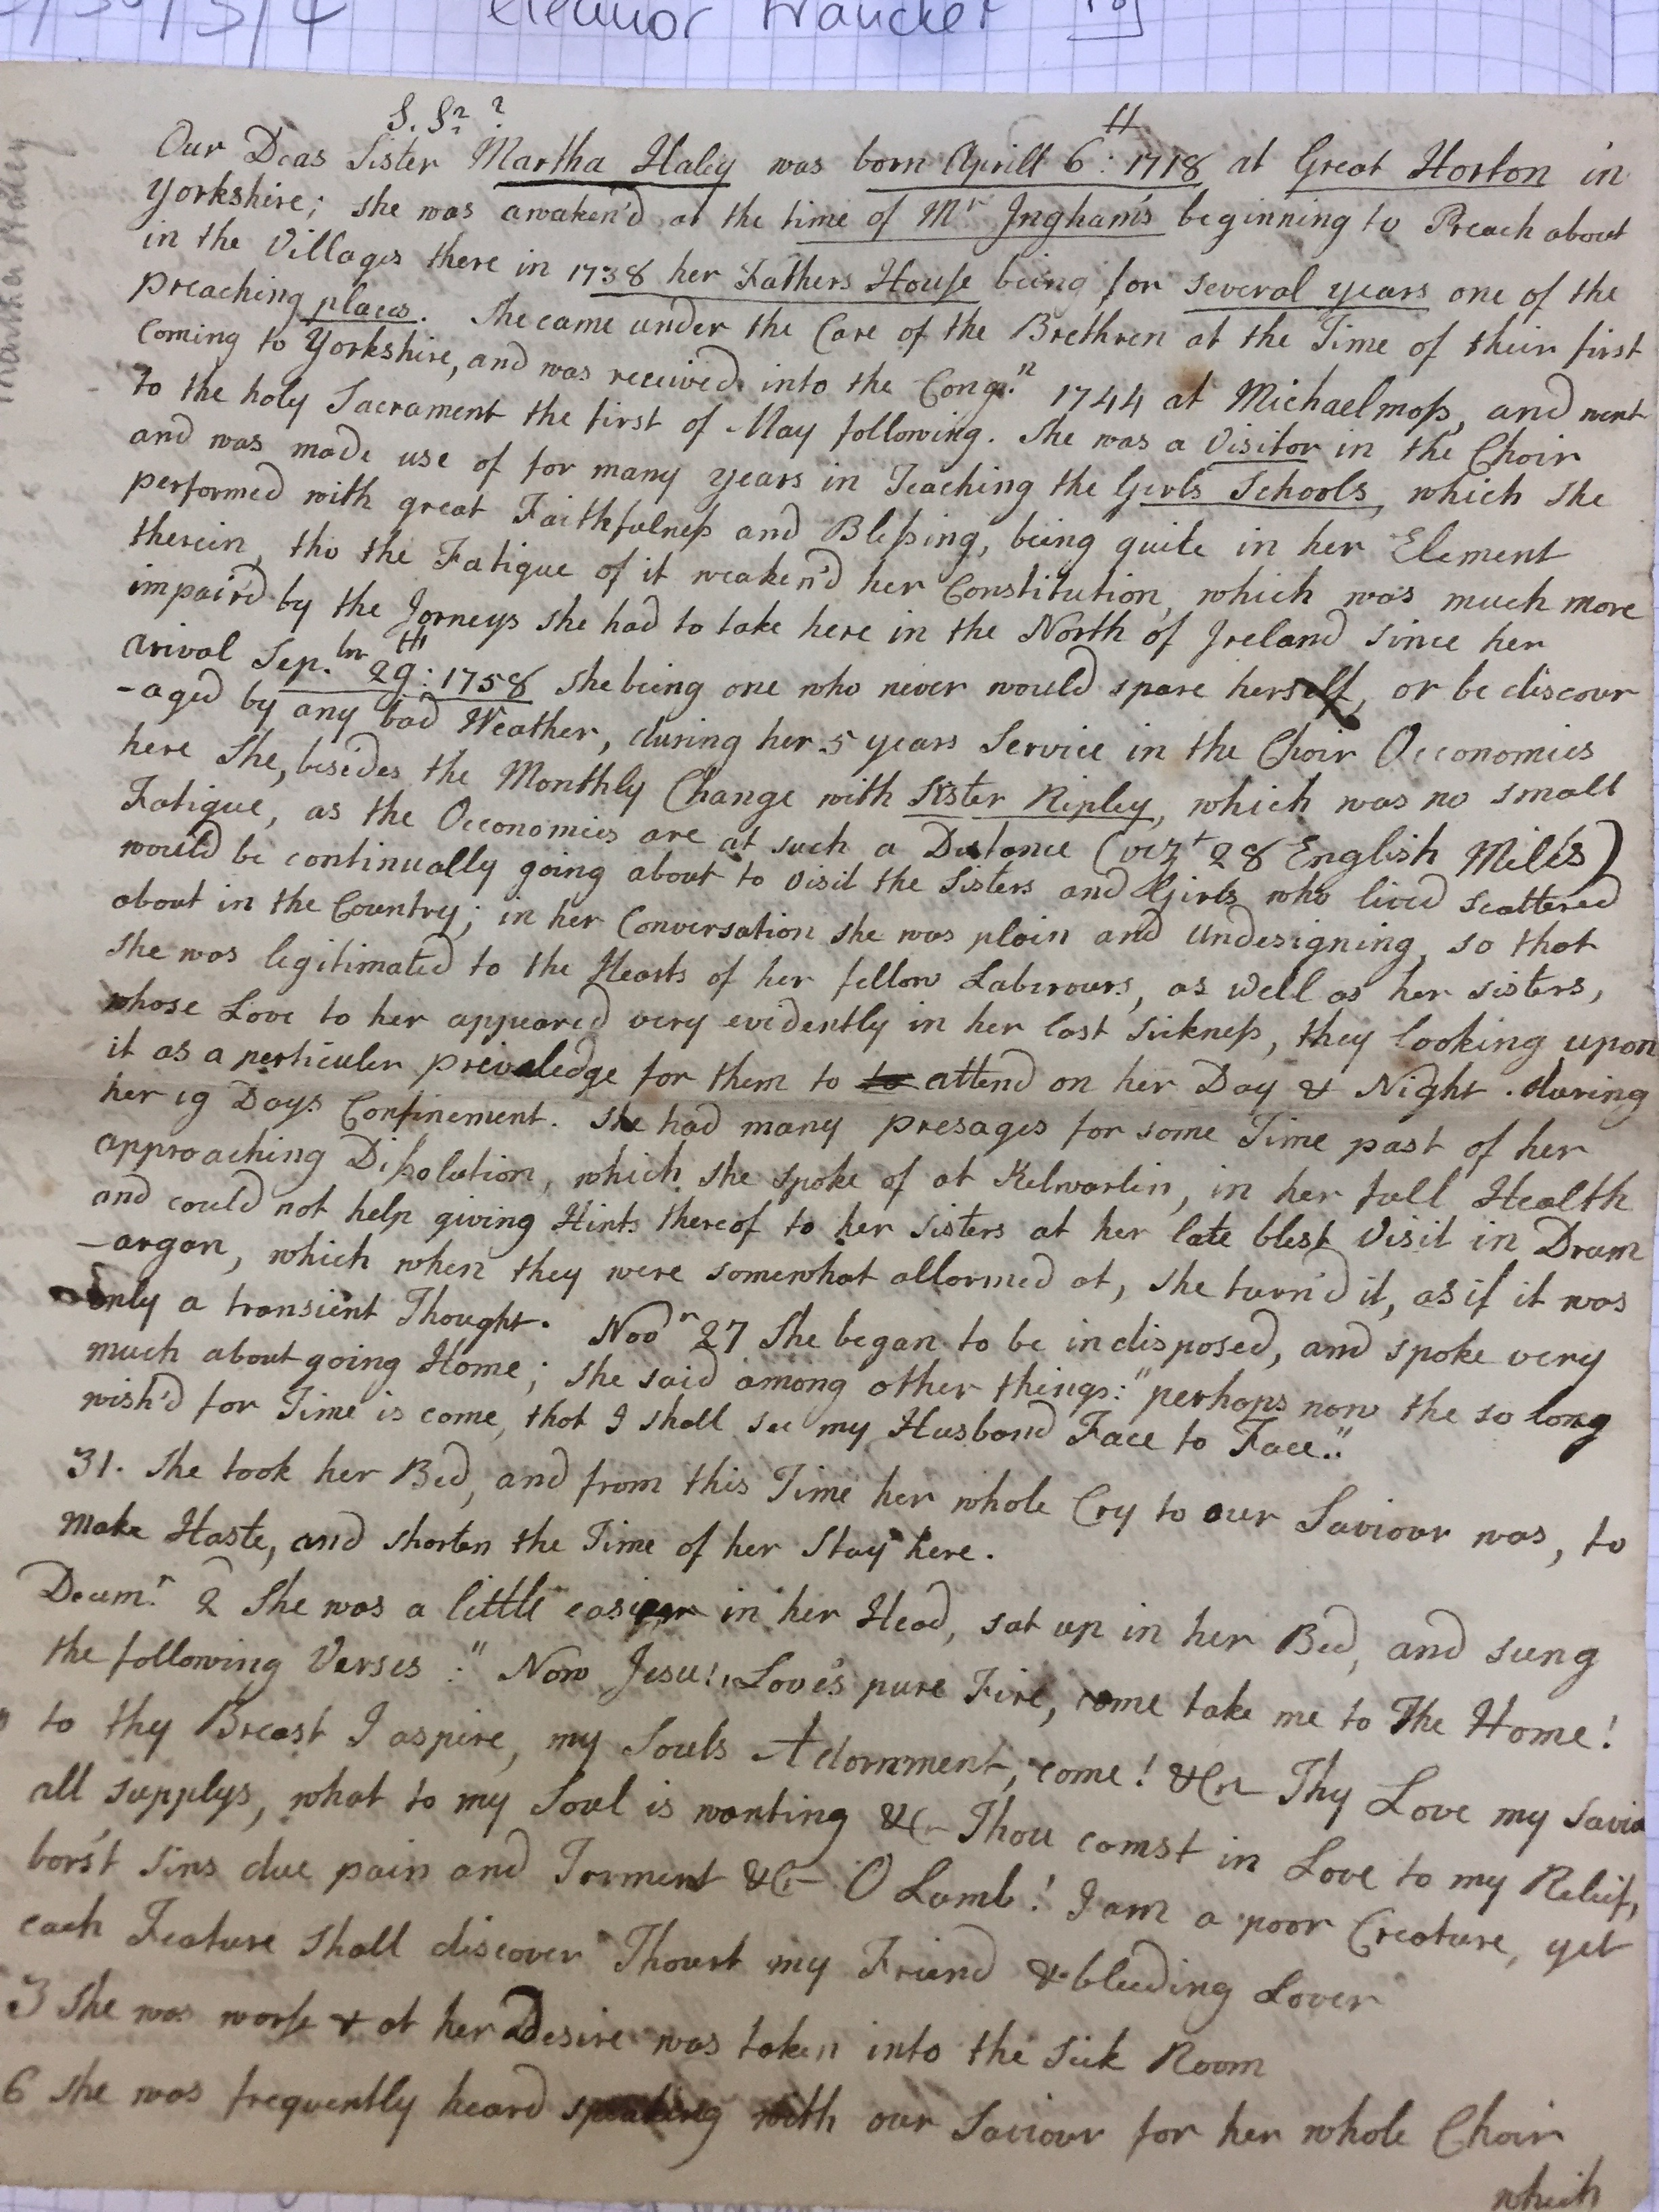 Eleanor
S. Sr. ?
Our Dear Sister Martha Haley was born Aprill 6th: 1718 at Great Horton in
Yorkshire; she was awaken'd at the time of Mr Ingham's beginning to Preach about
in the Villages there in 1738 her Fathers House being for several years one of the
preaching places. She came under the Care of the Brethren at the Time of their first
coming to Yorkshire, and was received into the Congn. 1744 at Michaelmass, and went
to the holy Sacrament the first of May following. She was a Visitor in the Choir
and was made use of for many years in Teaching the Girls Schools, which she
performed with great Faithfulness and Blessing, being quite in her Element
therein, tho the Fatigue of it weaken'd her Constitution, which was much more
impair'd by the Jorneys she had to take here in the North of Ireland since her
arival Sep.br 29th: 1758 she being one who never would spare herself, or be discour
-aged by any bad Weather, during her 5 years Service in the Choir Oeconomies
here She, besides the Monthly Change with Sister Ripley, which was no small
Fatigue, as the Oeconomies are at such a Distance (vizt 28 English Miles)
would be continually going about to visit the Sisters and Girls who lived scattered
about in the Country; in her Conversation she was plain and undesigning, so that
she was legitimated to the Hearts of her fellow Labirours, as well as her sisters,
whose Love to her appeared very evidently in her last Sickness, they looking upon
it as a perticuler prevaledge for them to to attend on her Day & Night. during
her 19 Days Confinement. She had many presages for some Time past of her
approaching Dissolution, which she spoke of at Kilwarlin, in her full Health
and could not help giving Hints thereof to her Sisters at her late blest Visit in Drum
-argan, which when they were somewhat allarmed at, she turn'd it, as if it was
only a transient Thought. Novr 27 She began to be indisposed, and spoke very
much about going Home; she said among other things: "perhaps now the so long
wish'd for Time is come, that I shall see my Husband Face to Face."
31. She took her Bed, and from this Time her whole Cry to our Saviour was, to
make Haste, and shorten the Time of her Stay here.
Decemr. 2 She was a little easier in her Head, sat up in her Bed, and sung
the following Verses: "Now Jesu!, Love's pure Fire, come take me to The Home!
to thy Breast I aspire, my Souls Adornment, come! &c Thy Love my Savio
all supplys, what to my Soul is wanting &c Thou comst in Love to my Relief,
bor'st Sins due pain and Torment &c O Lamb! I am a poor Creature, yet
each Feature shall discover Thourt my Friend & bleeding Lover
3 She was worse & at her Desire was taken into the Sick Room
6 She was frequently heard speaking with our Saviour for her whole Choir
which